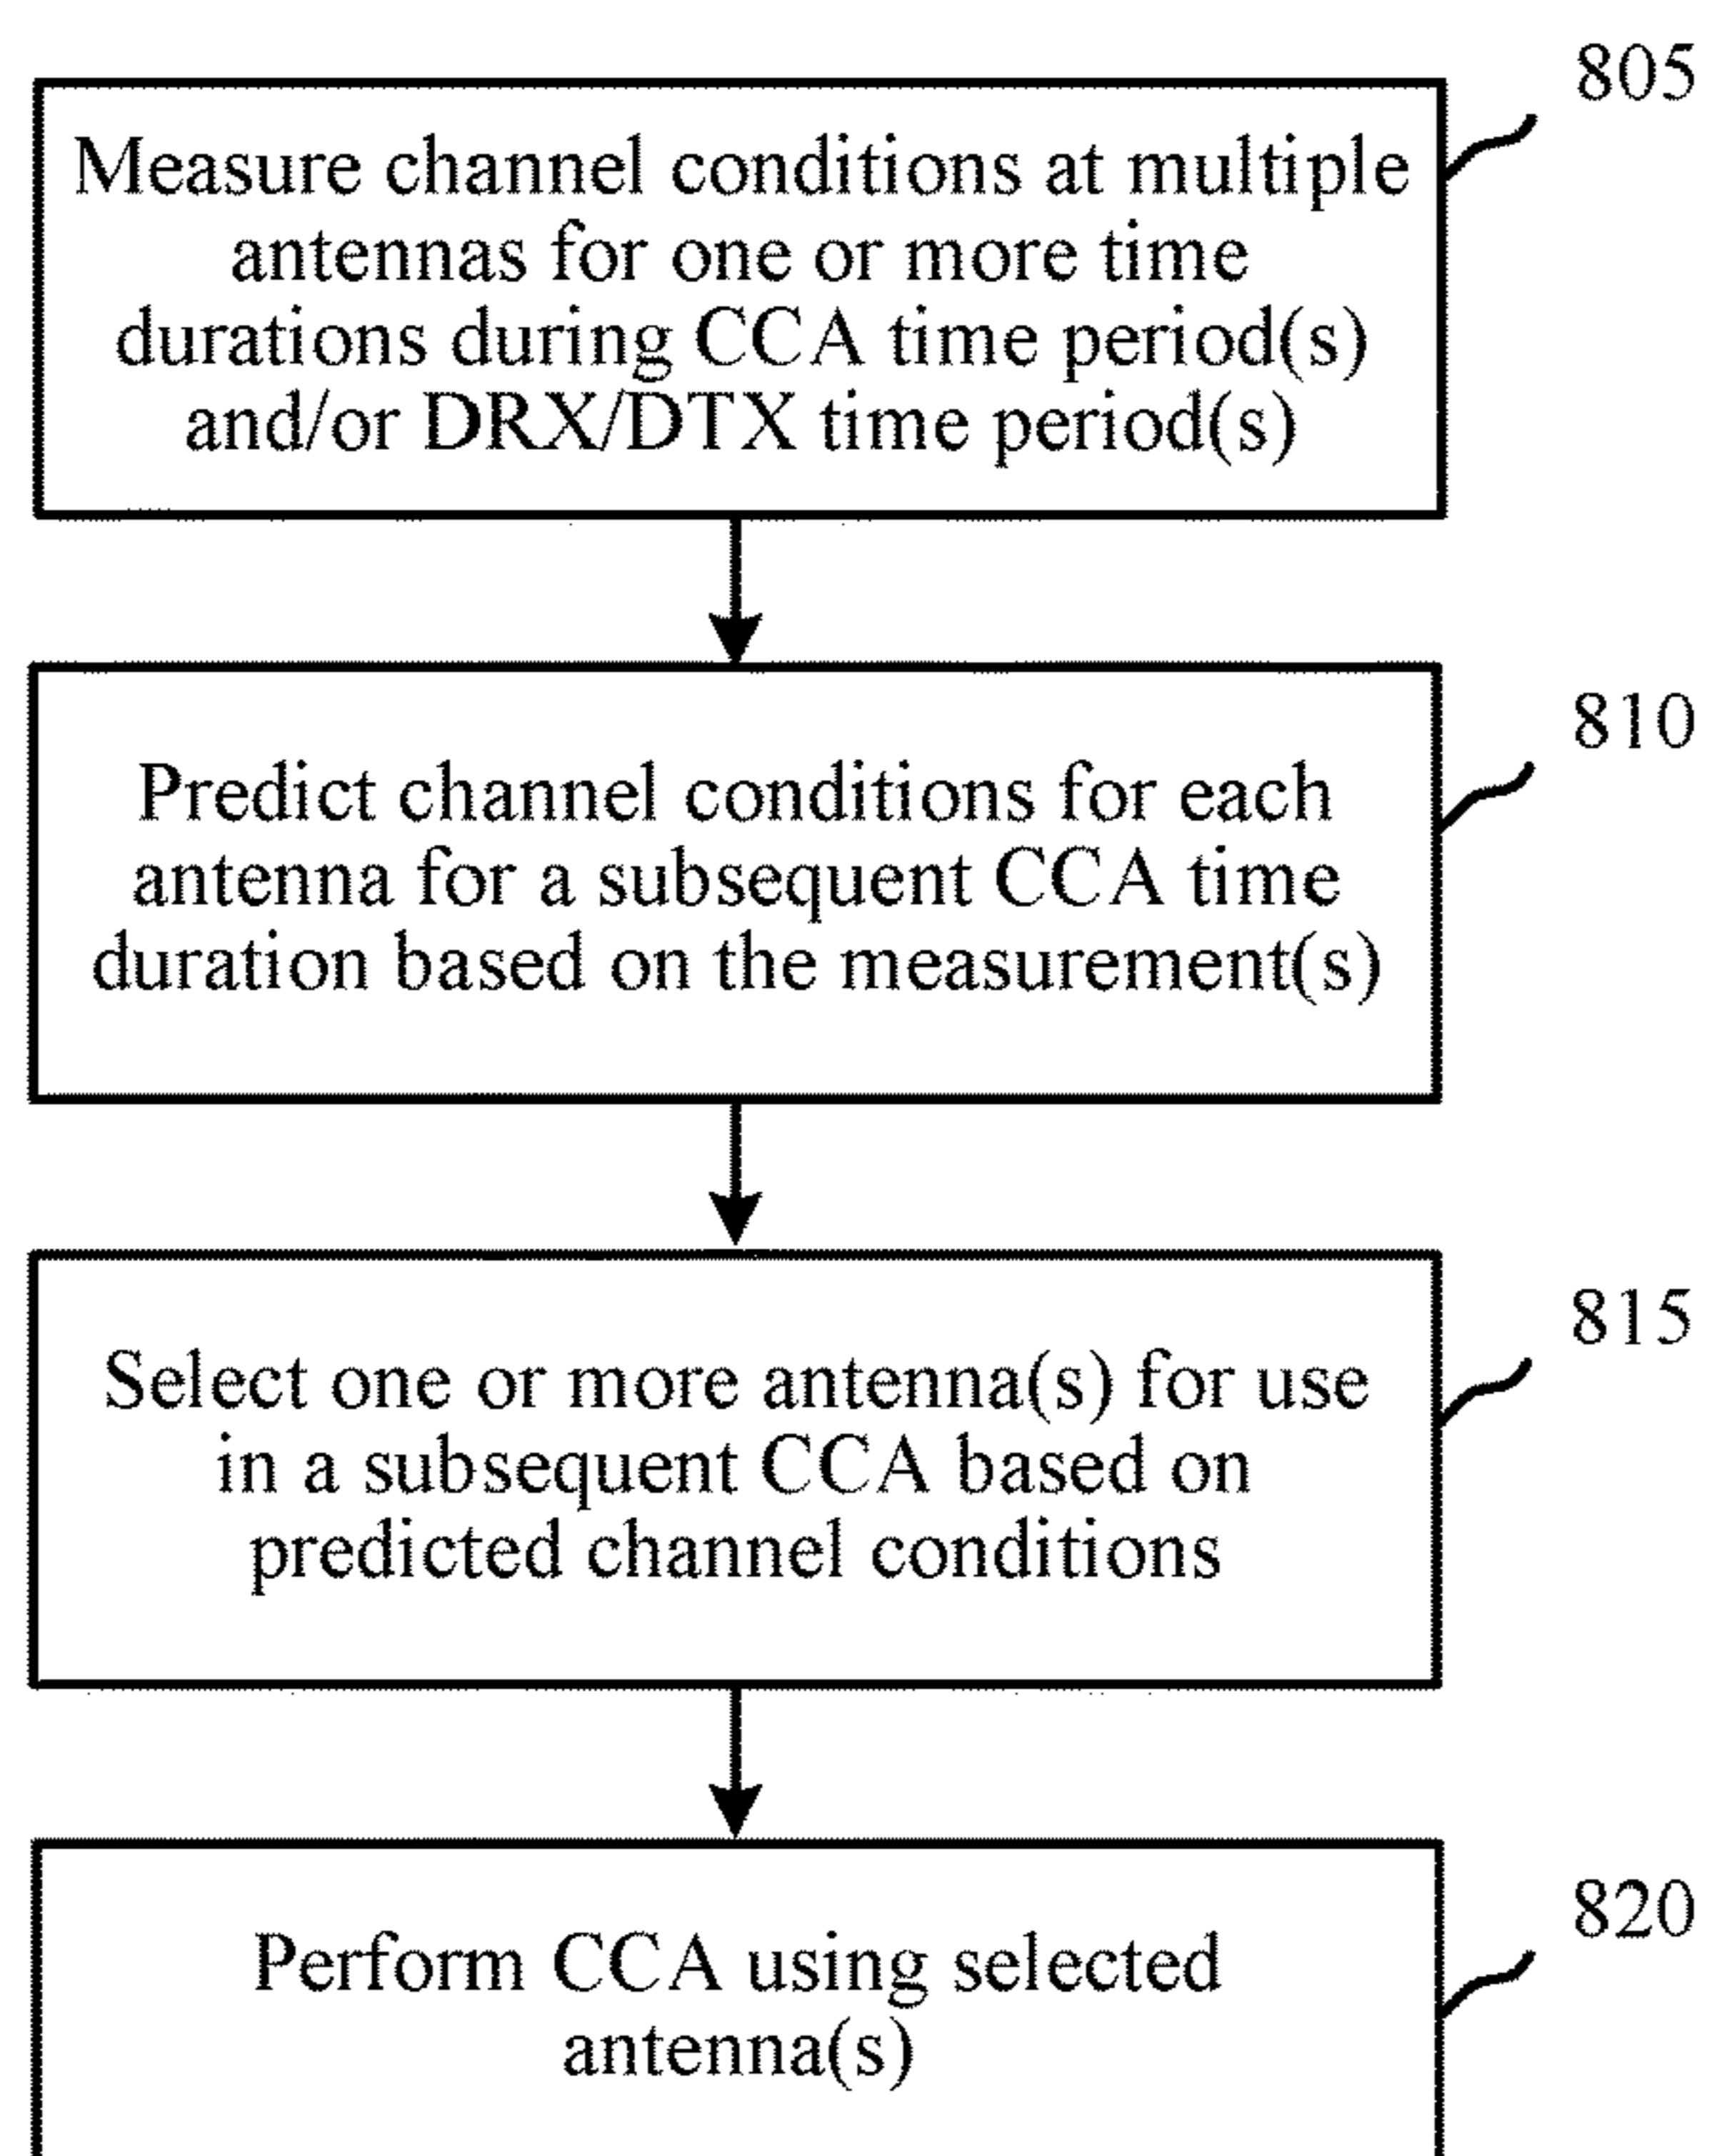 805
Measure channel conditions at multiple
antennas for one or more time
durations during CCA time period(s)
and/or DRX/DTX time period(s)
810
Predict channel conditions for each
antenna for a subsequent CCA time
duration based on the measurement(s)
815
Select one or more antenna(s) for use
in a subsequent CCA based on
predicted channel conditions
820
Perform CCA using selected
antenna(s)